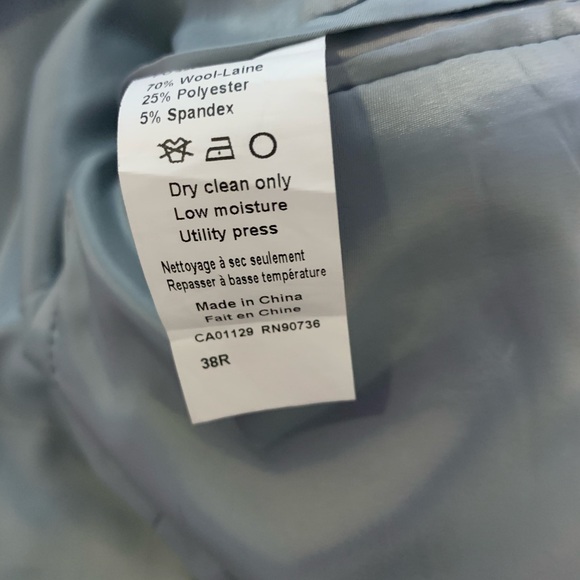 70% Wool-Laine
25% Polyester
5% Spandex
Dry clean only
Low moisture
Utility press
Nettoyage à sec seulement
Repasser à basse température
Made in China
Fait en Chine
CA01129 RN90736
38R